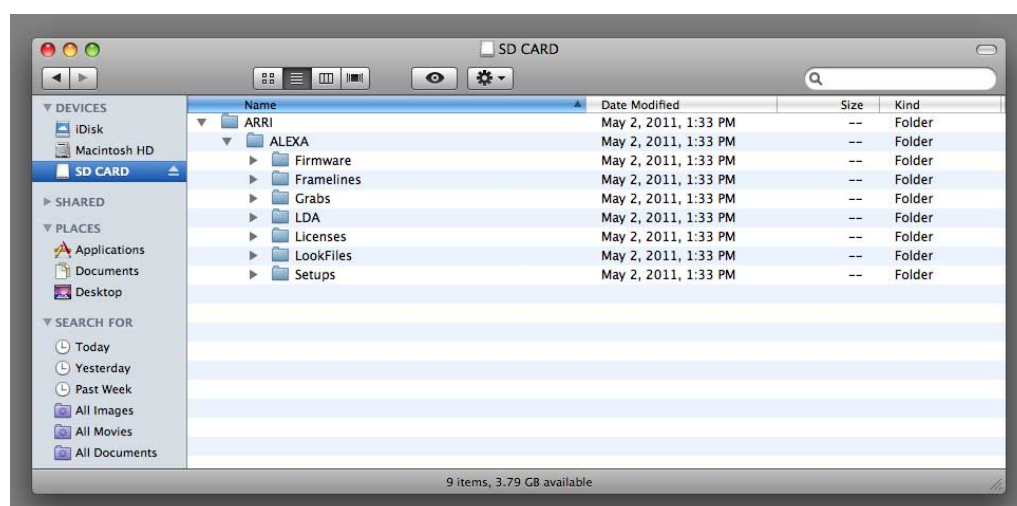 SD CARD
Name Date Modified Size Kind
DEVICES
iDisk
Macintosh HD
SD CARD
SHARED
PLACES
Applications
Documents
Desktop
SEARCH FOR
Today
Yesterday
Past Week
All Images
All Movies
All Documents
ARRI May 2, 2011, 1:33 PM -- Folder
ALEXA May 2, 2011, 1:33 PM -- Folder
Firmware May 2, 2011, 1:33 PM -- Folder
Framelines May 2, 2011, 1:33 PM -- Folder
Grabs May 2, 2011, 1:33 PM -- Folder
LDA May 2, 2011, 1:33 PM -- Folder
Licenses May 2, 2011, 1:33 PM -- Folder
LookFiles May 2, 2011, 1:33 PM -- Folder
Setups May 2, 2011, 1:33 PM -- Folder
9 items, 3.79 GB available